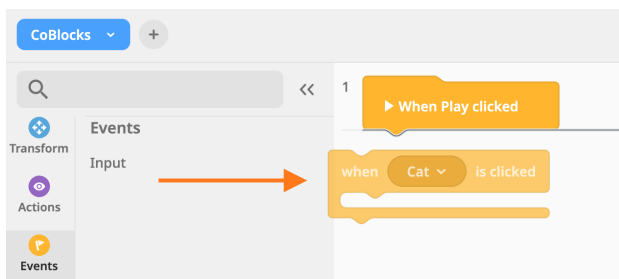 CoBlocks
+
1
When Play clicked
Events
Transform
Input
when Cat is clicked
Actions
Events